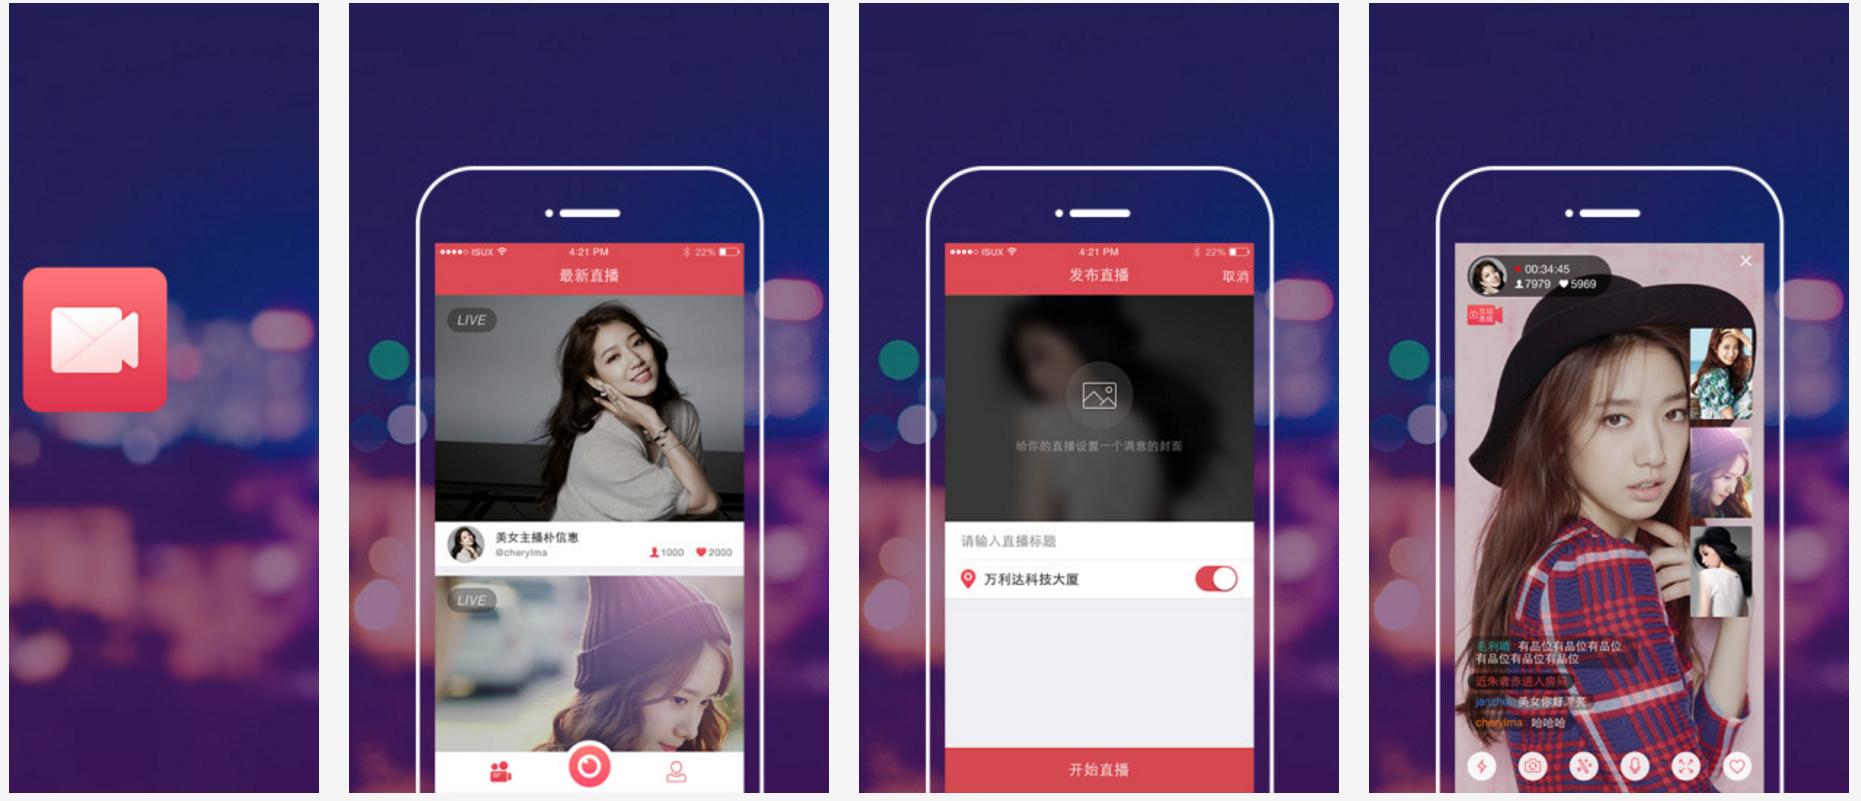 ISUX
4:21 PM
22%
最新直播
LIVE
美女主播朴信惠
@cherylma
1000
2000
LIVE
ISUX
4:21 PM
22%
发布直播
取消
给你的直播设置一个满意的封面
请输入直播标题
万利达科技大厦
开始直播
00:34:45
7979
5969
互动
连线
毛利晴 有品位有品位有品位
有品位有品位有品位
近朱者赤进入房间
美女你好漂亮
cherylma 哈哈哈